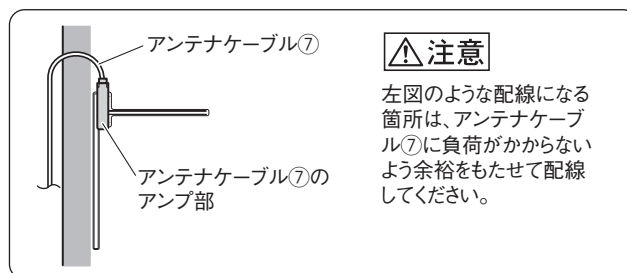 アンテナケーブル⑦
アンテナケーブル⑦の
アンプ部
注意
左図のような配線になる
箇所は、アンテナケーブ
ル⑦に負荷がかからない
よう余裕をもたせて配線
してください。